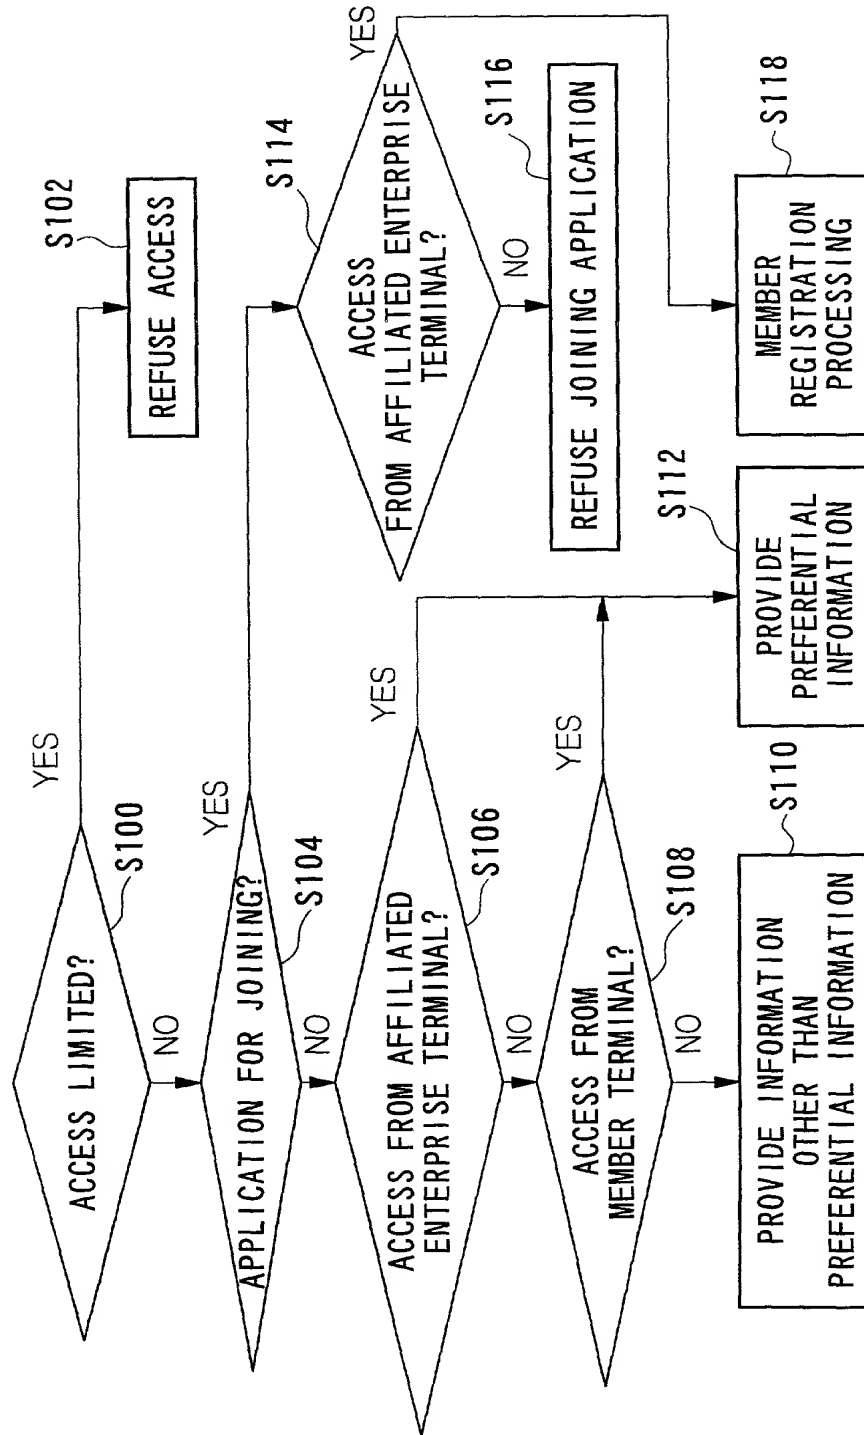 ACCESS LIMITED?
S100
YES
NO
REFUSE ACCESS
S102
APPLICATION FOR JOINING?
S104
YES
NO
ACCESS
FROM AFFILIATED ENTERPRISE
TERMINAL?
S114
YES
NO
REFUSE JOINING APPLICATION
S116
ACCESS FROM AFFILIATED
ENTERPRISE TERMINAL?
S106
YES
NO
ACCESS FROM
MEMBER TERMINAL?
S108
YES
NO
PROVIDE INFORMATION
OTHER THAN
PREFERENTIAL INFORMATION
S110
PROVIDE
PREFERENTIAL
INFORMATION
S112
MEMBER
REGISTRATION
PROCESSING
S118